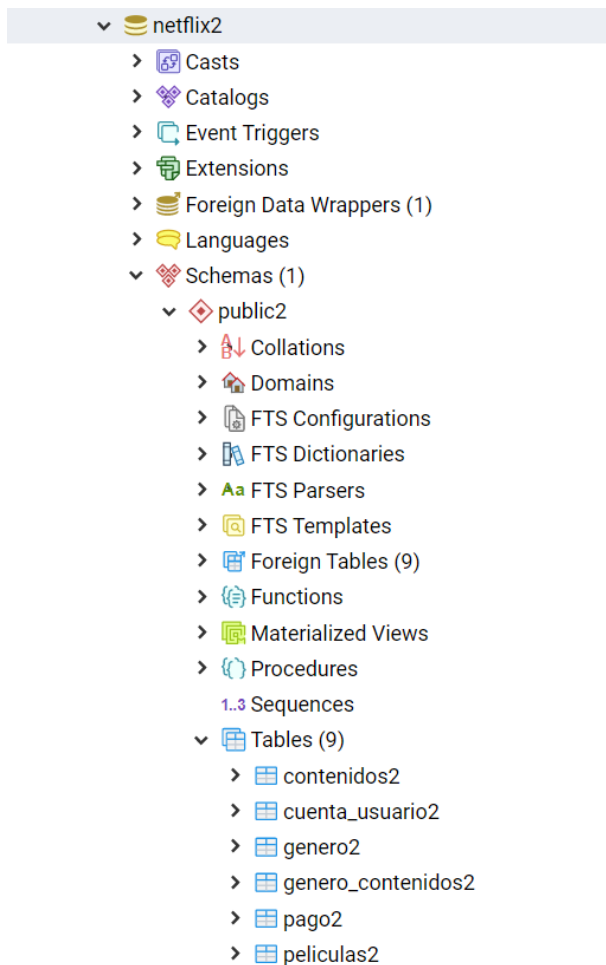 netflix2
Casts
Catalogs
Event Triggers
Extensions
Foreign Data Wrappers (1)
Languages
Schemas (1)
public2
Collations
Domains
FTS Configurations
FTS Dictionaries
Aa FTS Parsers
FTS Templates
Foreign Tables (9)
Functions
Materialized Views
Procedures
1..3 Sequences
Tables (9)
contenidos2
cuenta_usuario2
genero2
genero_contenidos2
pago2
peliculas2